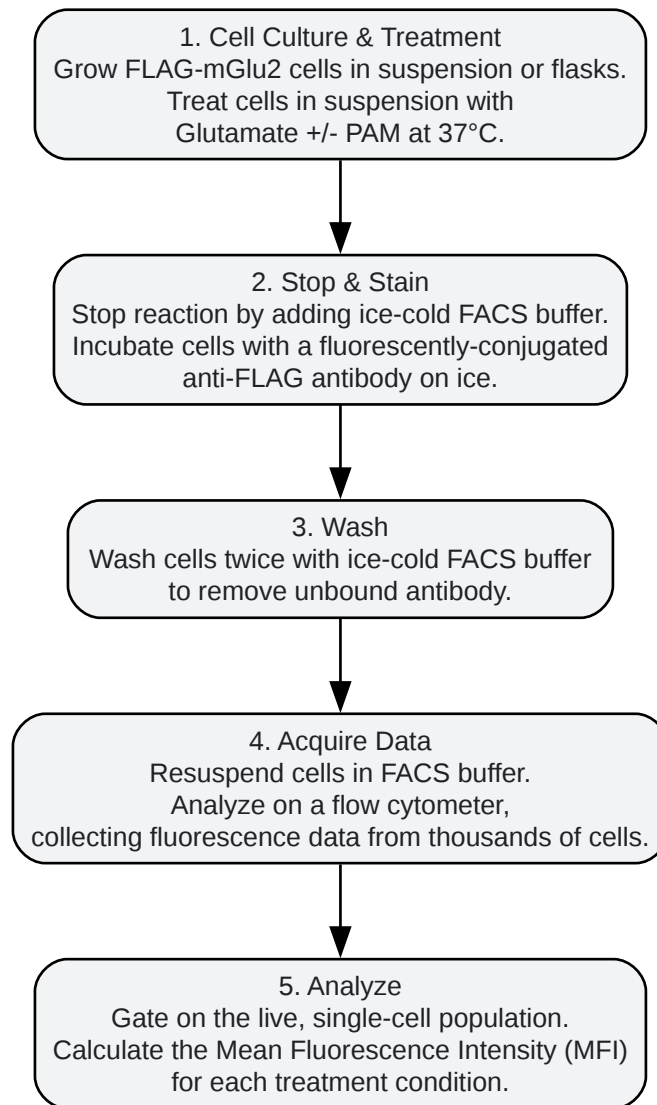 1. Cell Culture & Treatment
Grow FLAG-mGlu2 cells in suspension or flasks.
Treat cells in suspension with
Glutamate +/- PAM at 37°C.
2. Stop & Stain
Stop reaction by adding ice-cold FACS buffer.
Incubate cells with a fluorescently-conjugated
anti-FLAG antibody on ice.
3. Wash
Wash cells twice with ice-cold FACS buffer
to remove unbound antibody.
4. Acquire Data
Resuspend cells in FACS buffer.
Analyze on a flow cytometer,
collecting fluorescence data from thousands of cells.
5. Analyze
Gate on the live, single-cell population.
Calculate the Mean Fluorescence Intensity (MFI)
for each treatment condition.